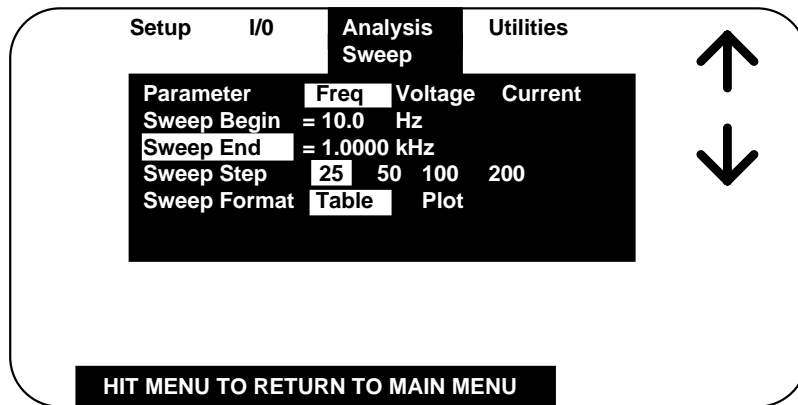 Setup I/0 Analysis Utilities
Sweep
Parameter Freq Voltage Current
Sweep Begin = 10.0 Hz
Sweep End = 1.0000 kHz
Sweep Step 25 50 100 200
Sweep Format Table Plot
HIT MENU TO RETURN TO MAIN MENU